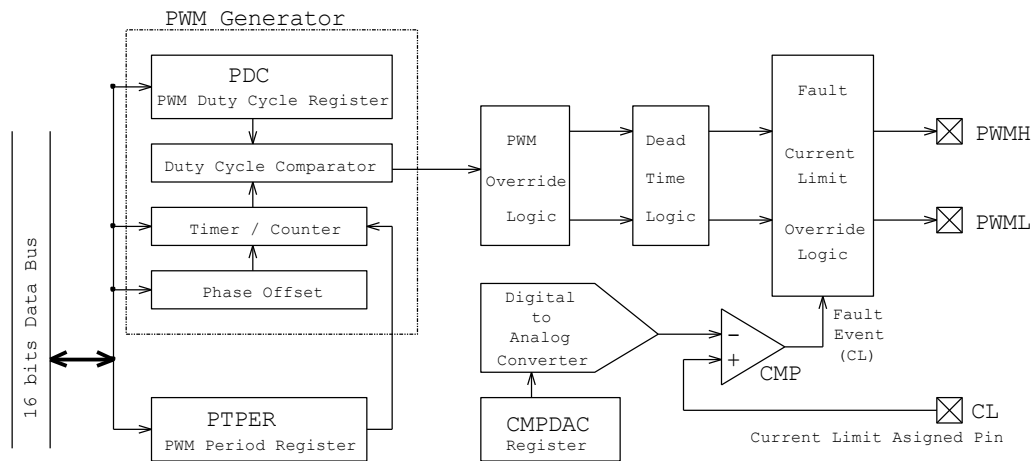 PWM Generator
PDC
PWM Duty Cycle Register
Duty Cycle Comparator
Timer / Counter
Phase Offset
16 bits Data Bus
PTPER
PWM Period Register
PWM
Override
Logic
Dead
Time
Logic
Fault
Current
Limit
Override
Logic
PWMH
PWML
Digital
to
Analog
Converter
CMPDAC
Register
−
+
CMP
Fault
Event
(CL)
CL
Current Limit Asigned Pin